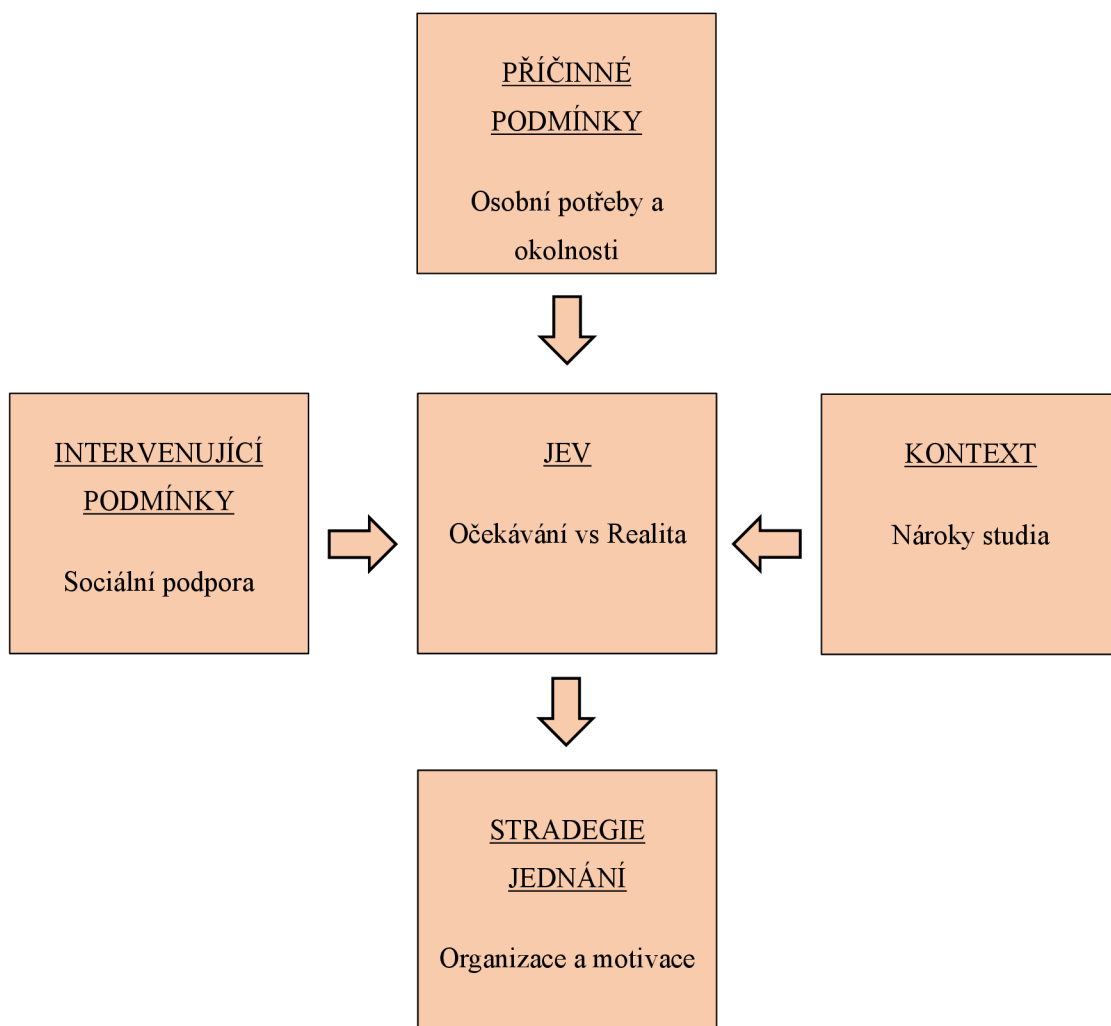 PŘÍČINNÉ
PODMÍNKY
Osobní potřeby a
okolnosti
INTERVENUJÍCÍ
PODMÍNKY
Sociální podpora
JEV
Očekávání vs Realita
KONTEXT
Nároky studia
STRADEGIE
JEDNÁNÍ
Organizace a motivace